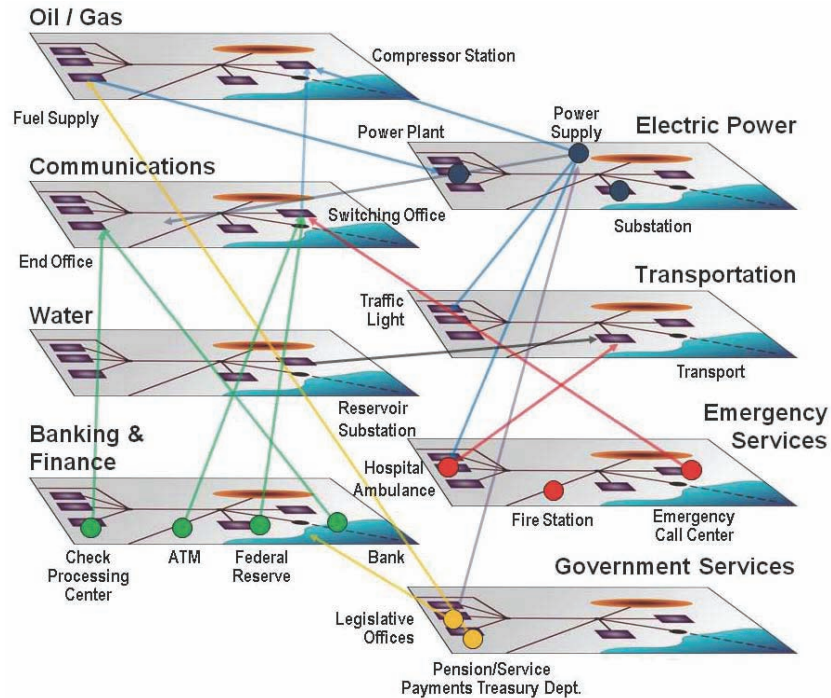 Oil / Gas
Compressor Station
Fuel Supply
Power Plant
Power
Supply
Electric Power
Communications
Switching Office
Substation
End Office
Transportation
Water
Traffic
Light
Transport
Reservoir
Substation
Emergency
Services
Banking &
Finance
Hospital
Ambulance
Fire Station
Emergency
Call Center
Check
Processing
Center
ATM
Federal
Reserve
Bank
Government Services
Legislative
Offices
Pension/Service
Payments Treasury Dept.